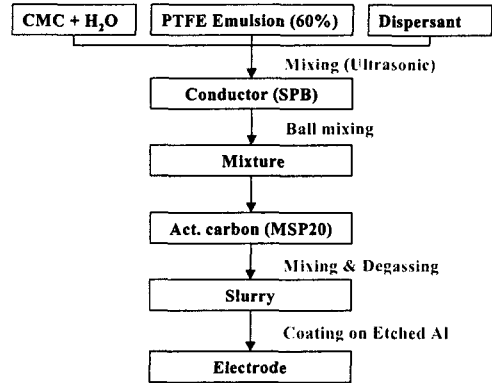 CMC + H₂O
PTFE Emulsion (60%)
Dispersant
Mixing (Ultrasonic)
Conductor (SPB)
Ball mixing
Mixture
Act. carbon (MSP20)
Mixing & Degassing
Slurry
Coating on Etched Al
Electrode